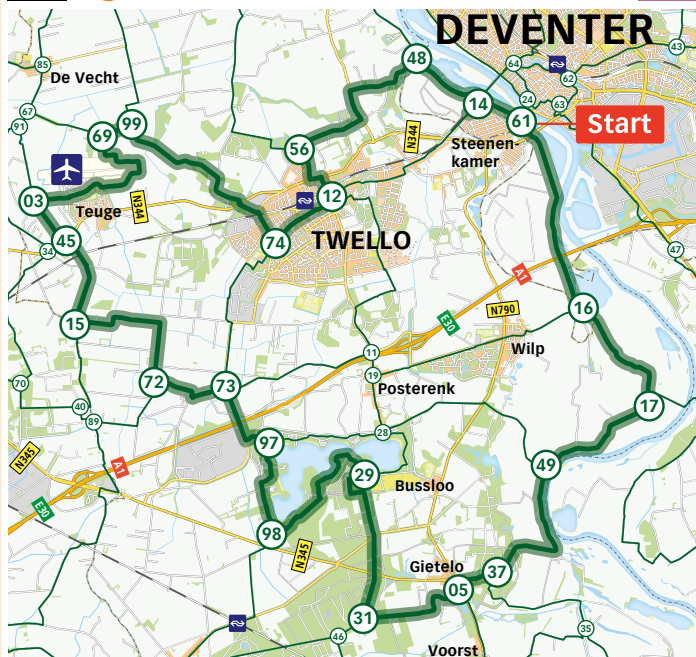 DEVENTER
48
43
De Vecht
85
64
62
24
63
67
14
61
Start
91
99
69
56
N344
Steenen-
kamer
03
Teuge
N344
12
TWELLO
34
45
74
47
A1
15
E30
N790
16
Wilp
11
19
70
72
73
Posterenk
40
89
17
28
97
N345
A1
29
Bussloo
49
E30
98
N345
Gietelo
37
05
31
46
35
Voorst